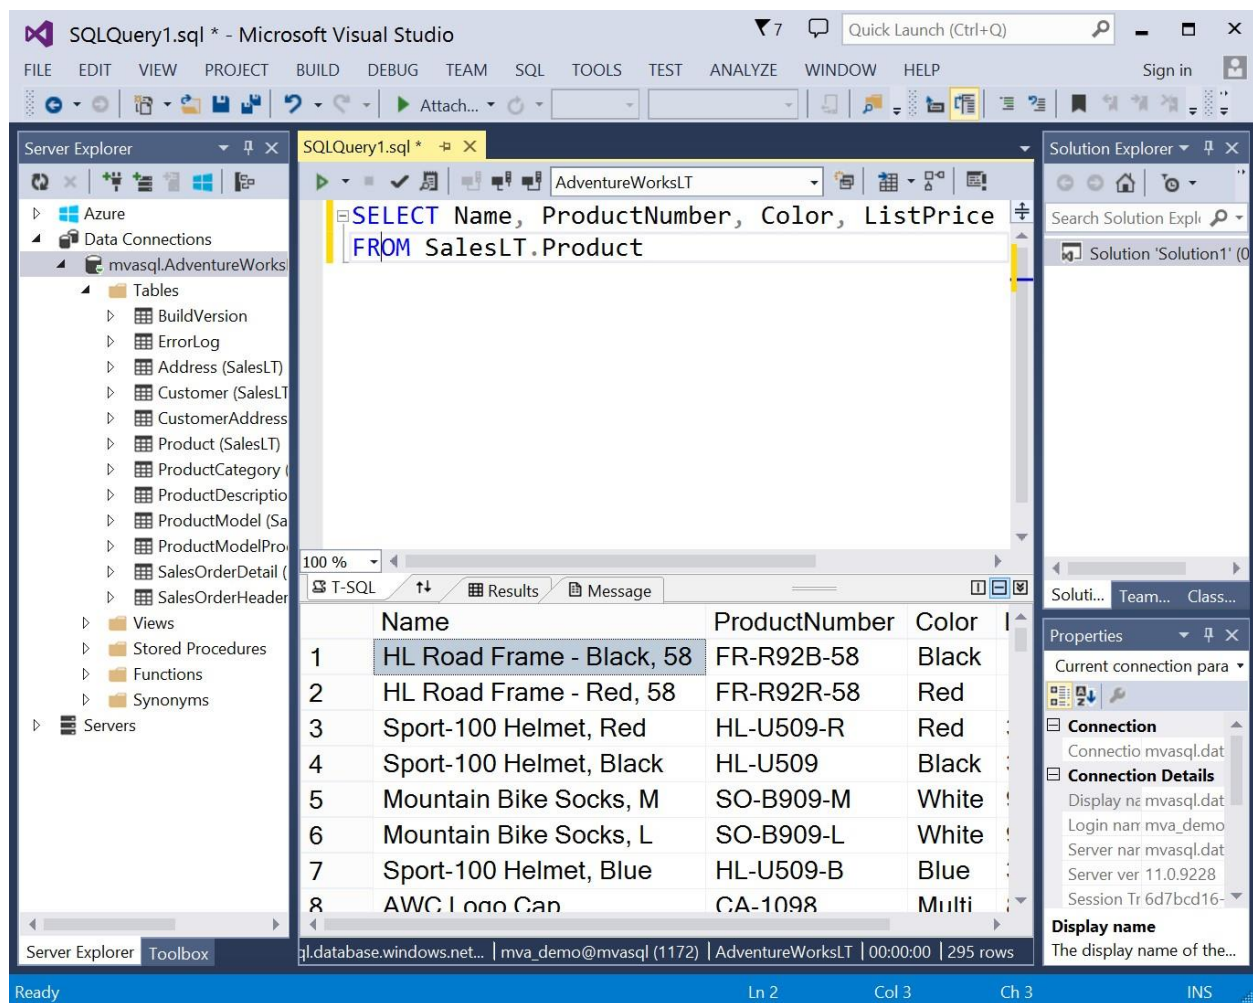 SQLQuery1.sql * - Microsoft Visual Studio
7
Quick Launch (Ctrl+Q)
FILE EDIT VIEW PROJECT BUILD DEBUG TEAM SQL TOOLS TEST ANALYZE WINDOW HELP
Sign in
Attach...
Server Explorer
Azure
Data Connections
mvasql.AdventureWorksl
Tables
BuildVersion
ErrorLog
Address (SalesLT)
Customer (SalesLT
CustomerAddress
Product (SalesLT)
ProductCategory (
ProductDescriptio
ProductModel (Sa
ProductModelPro
SalesOrderDetail (
SalesOrderHeader
Views
Stored Procedures
Functions
Synonyms
Servers
Server Explorer Toolbox
SQLQuery1.sql *
AdventureWorksLT
SELECT Name, ProductNumber, Color, ListPrice
FROM SalesLT.Product
100 %
T-SQL Results Message
Name ProductNumber Color
1 HL Road Frame - Black, 58 FR-R92B-58 Black
2 HL Road Frame - Red, 58 FR-R92R-58 Red
3 Sport-100 Helmet, Red HL-U509-R Red
4 Sport-100 Helmet, Black HL-U509 Black
5 Mountain Bike Socks, M SO-B909-M White
6 Mountain Bike Socks, L SO-B909-L White
7 Sport-100 Helmet, Blue HL-U509-B Blue
8 AWC Logo Cap CA-1098 Multi
ql.database.windows.net... mva_demo@mvasql (1172) AdventureWorksLT 00:00:00 295 rows
Solution Explorer
Search Solution Expl
Solution 'Solution1' (0
Soluti... Team... Class...
Properties
Current connection para
Connection
Connectio mvasql.dat
Connection Details
Display na mvasql.dat
Login nam mva_demo
Server nar mvasql.dat
Server ver 11.0.9228
Session Tr 6d7bcd16-
Display name
The display name of the...
Ready Ln 2 Col 3 Ch 3 INS